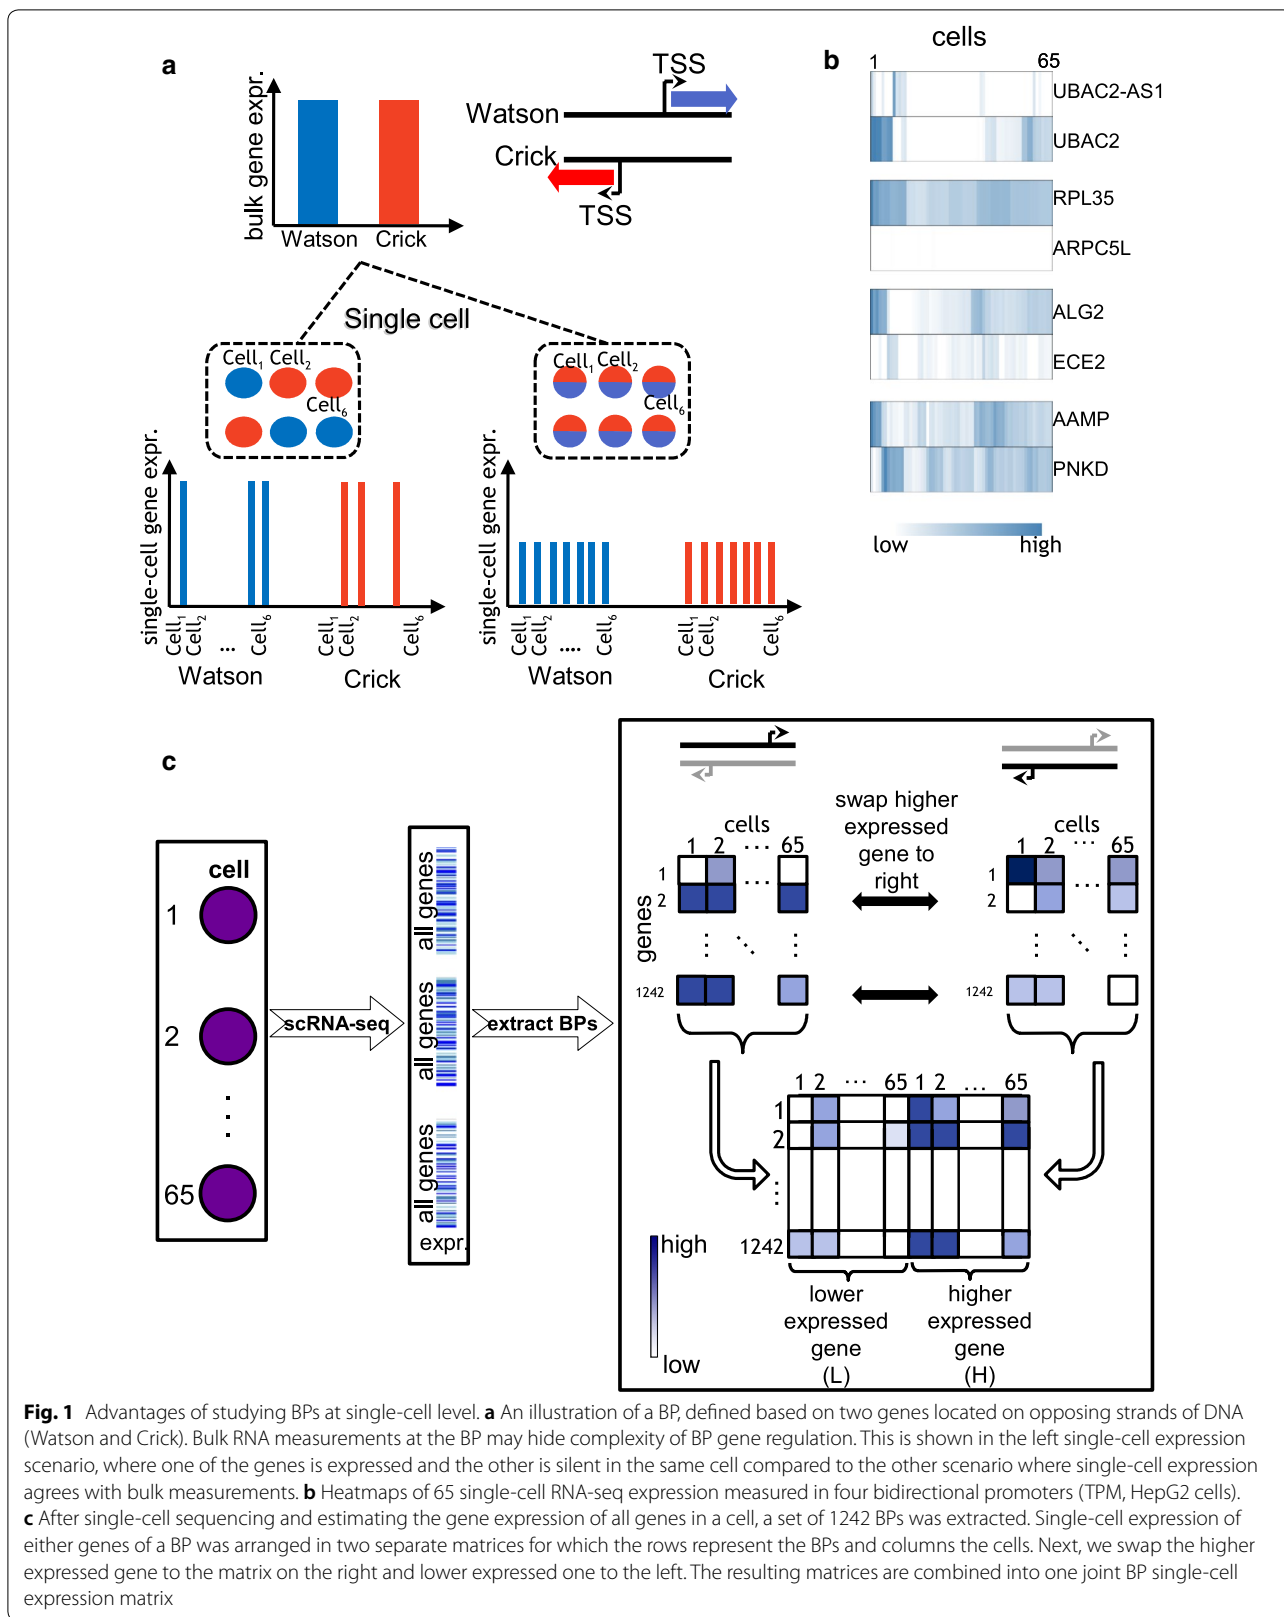 a
bulk gene expr.
Watson
Crick
TSS
Watson
Crick
TSS
Single cell
Cell1 Cell2
Cell6
Cell1 Cell2
Cell6
single-cell gene expr.
Cell1
Cell2
...
Cell6
Cell1
Cell2
Cell6
Watson
Crick
single-cell gene expr.
Cell1
Cell2
....
Cell6
Cell1
Cell2
Cell6
Watson
Crick
b
cells
1 65
UBAC2-AS1
UBAC2
RPL35
ARPC5L
ALG2
ECE2
AAMP
PNKD
low high
c
cell
1
2
65
scRNA-seq
all genes
all genes
all genes
expr.
extract BPs
cells
1 2 ... 65
1
2
genes
1242
swap higher
expressed
gene to
right
cells
1 2 ... 65
1
2
1242
1 2 ... 65 1 2 ... 65
1
2
1242
high
low
lower
expressed
gene
(L)
higher
expressed
gene
(H)
Fig. 1 Advantages of studying BPs at single-cell level. a An illustration of a BP, defined based on two genes located on opposing strands of DNA
(Watson and Crick). Bulk RNA measurements at the BP may hide complexity of BP gene regulation. This is shown in the left single-cell expression
scenario, where one of the genes is expressed and the other is silent in the same cell compared to the other scenario where single-cell expression
agrees with bulk measurements. b Heatmaps of 65 single-cell RNA-seq expression measured in four bidirectional promoters (TPM, HepG2 cells).
c After single-cell sequencing and estimating the gene expression of all genes in a cell, a set of 1242 BPs was extracted. Single-cell expression of
either genes of a BP was arranged in two separate matrices for which the rows represent the BPs and columns the cells. Next, we swap the higher
expressed gene to the matrix on the right and lower expressed one to the left. The resulting matrices are combined into one joint BP single-cell
expression matrix